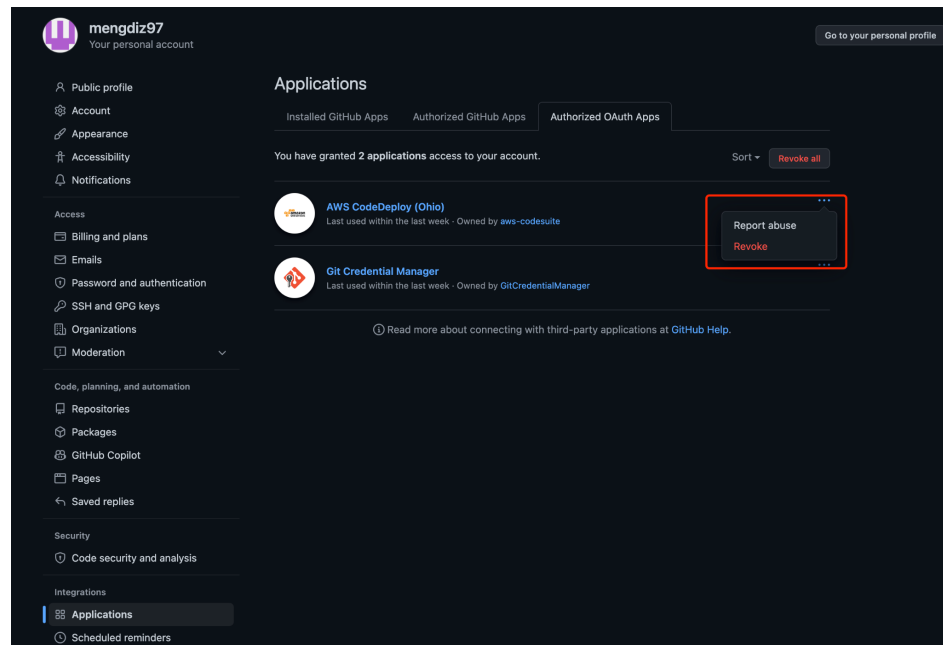 mengdiz97
Your personal account
Go to your personal profile
Public profile
Account
Appearance
Accessibility
Notifications
Access
Billing and plans
Emails
Password and authentication
SSH and GPG keys
Organizations
Moderation
Code, planning, and automation
Repositories
Packages
GitHub Copilot
Pages
Saved replies
Security
Code security and analysis
Integrations
Applications
Scheduled reminders
Applications
Installed GitHub Apps Authorized GitHub Apps Authorized OAuth Apps
You have granted 2 applications access to your account. Sort Revoke all
AWS CodeDeploy (Ohio)
Last used within the last week · Owned by aws-codesuite
Report abuse
Revoke
Git Credential Manager
Last used within the last week · Owned by GitCredentialManager
Read more about connecting with third-party applications at GitHub Help.